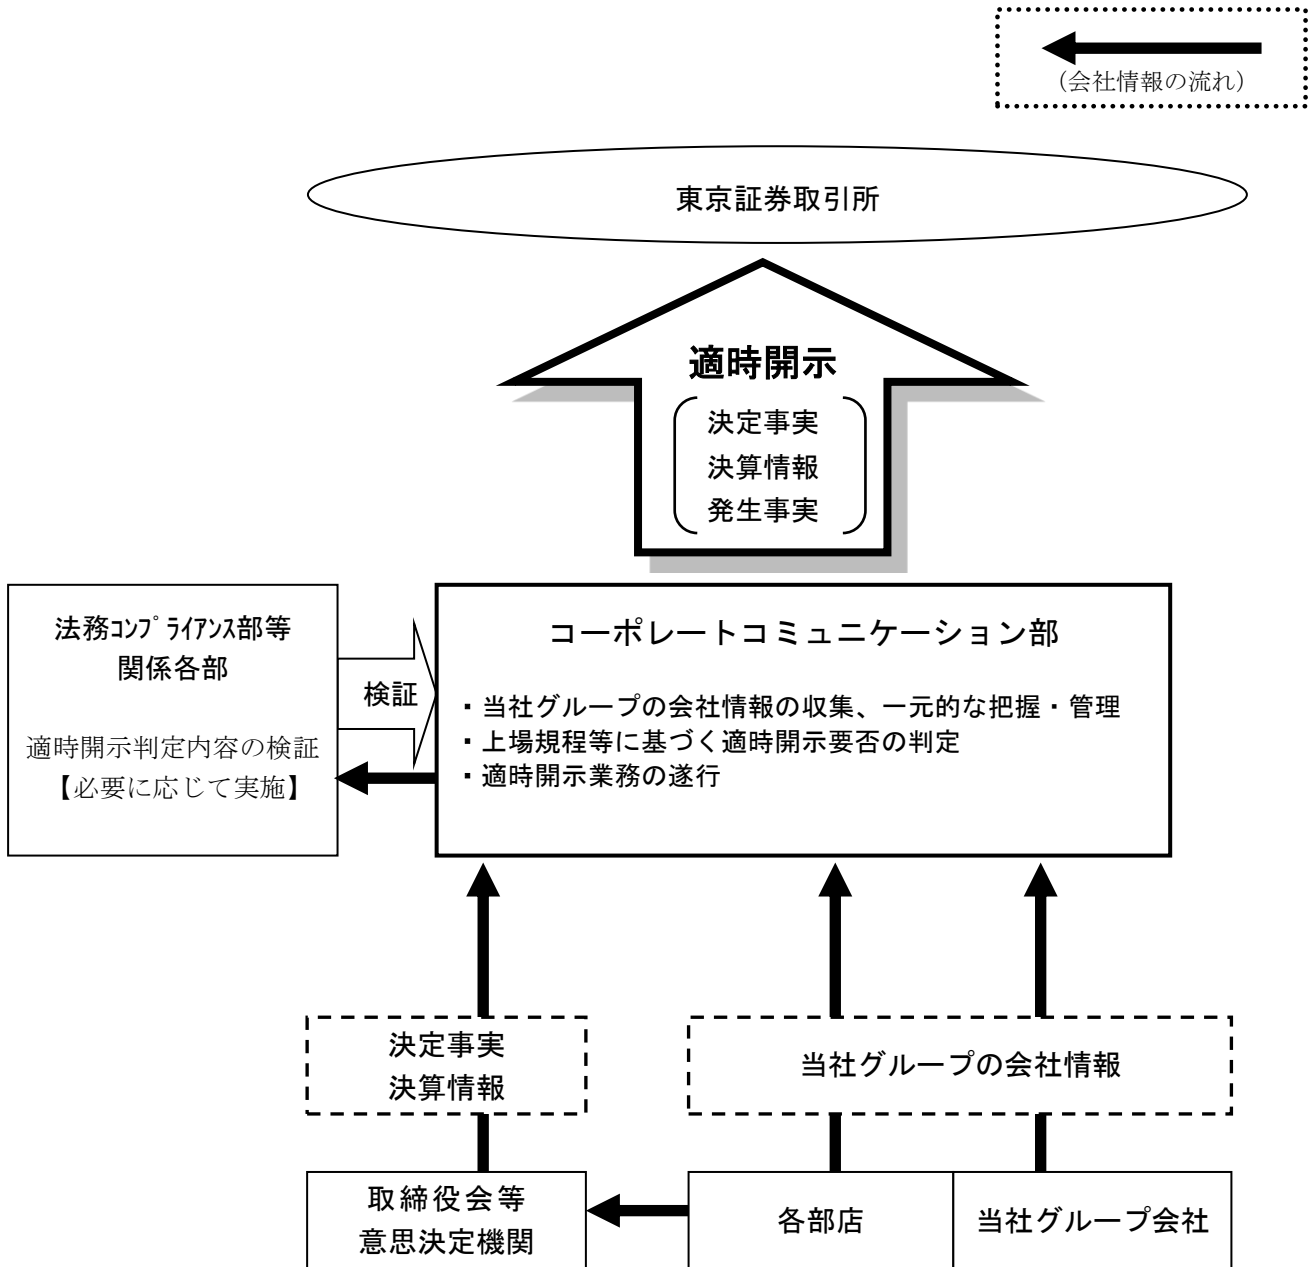 （会社情報の流れ）
東京証券取引所
適時開示
決定事実
決算情報
発生事実
法務ｺﾝﾌﾟﾗｲｱﾝｽ部等
関係各部
適時開示判定内容の検証
【必要に応じて実施】
検証
コーポレートコミュニケーション部
・当社グループの会社情報の収集、一元的な把握・管理
・上場規程等に基づく適時開示要否の判定
・適時開示業務の遂行
決定事実
決算情報
当社グループの会社情報
取締役会等
意思決定機関
各部店
当社グループ会社